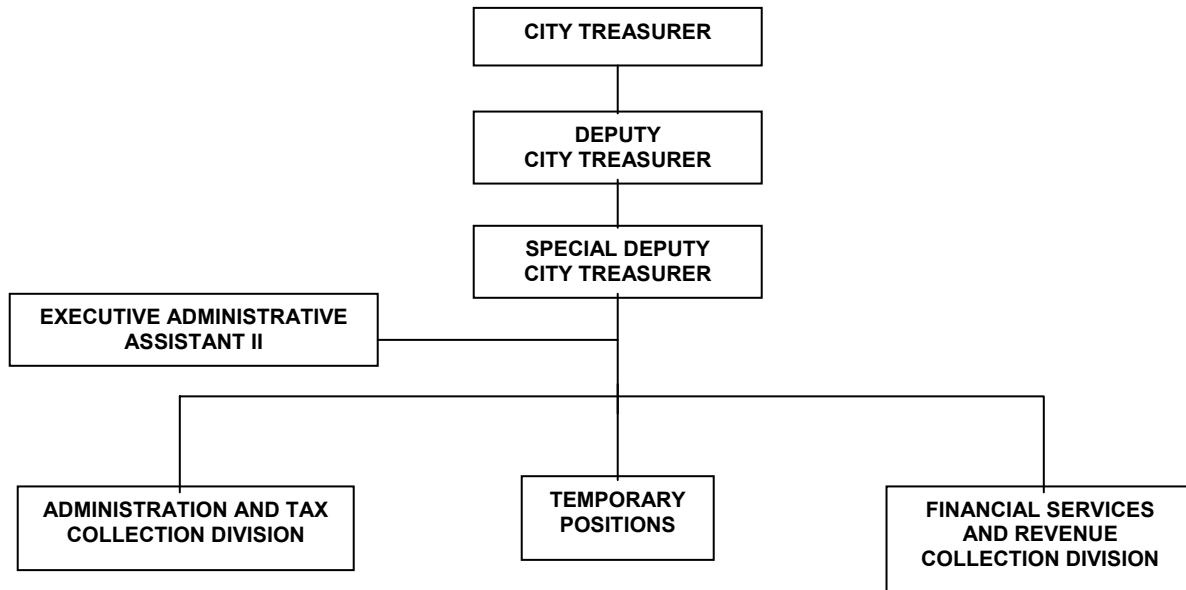 CITY TREASURER
DEPUTY
CITY TREASURER
SPECIAL DEPUTY
CITY TREASURER
EXECUTIVE ADMINISTRATIVE
ASSISTANT II
ADMINISTRATION AND TAX
COLLECTION DIVISION
TEMPORARY
POSITIONS
FINANCIAL SERVICES
AND REVENUE
COLLECTION DIVISION